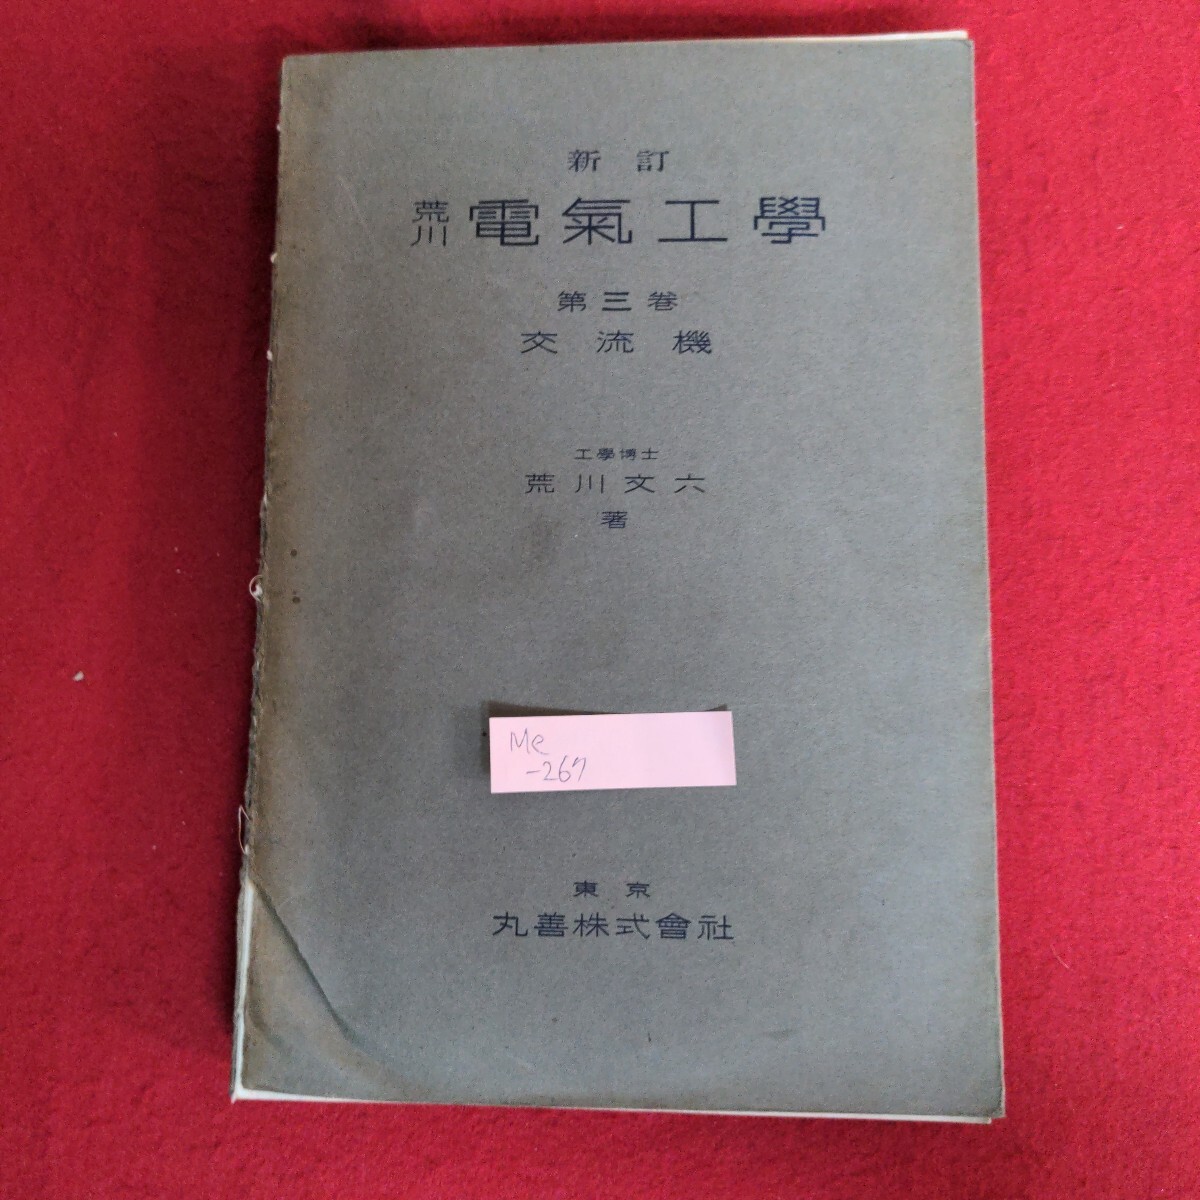 新訂
荒川 電氣工學
第三巻
交流機
工學博士
荒川文六
著
Me
-267
東京
丸善株式會社